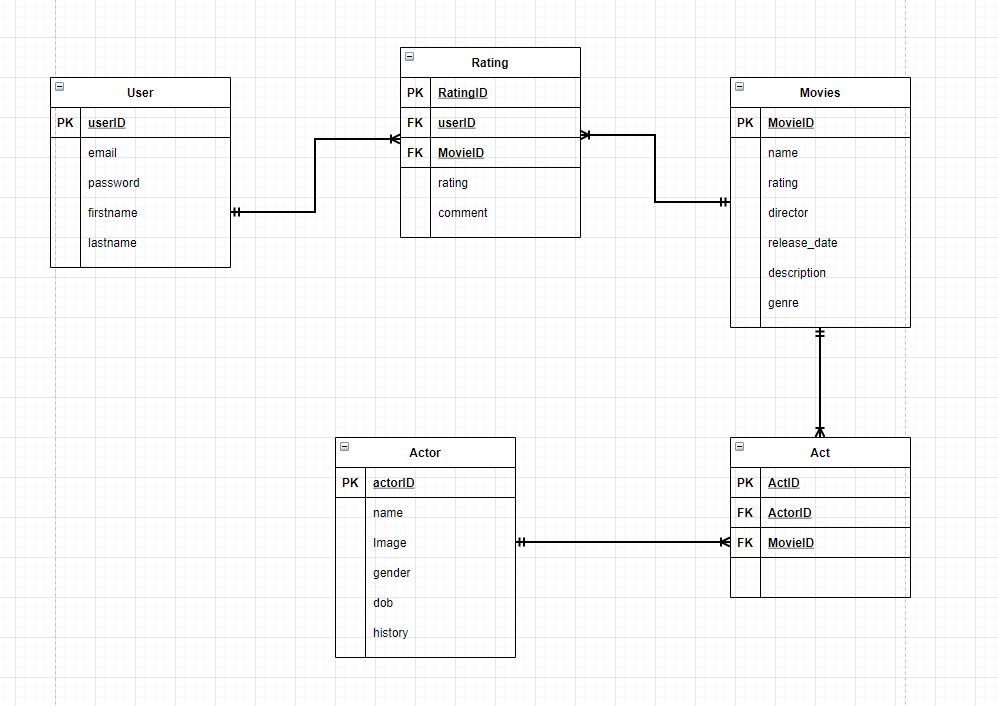 User
PK userID
email
password
firstname
lastname
Rating
PK RatingID
FK userID
FK MovieID
rating
comment
Movies
PK MovieID
name
rating
director
release_date
description
genre
Actor
PK actorID
name
Image
gender
dob
history
Act
PK ActID
FK ActorID
FK MovieID